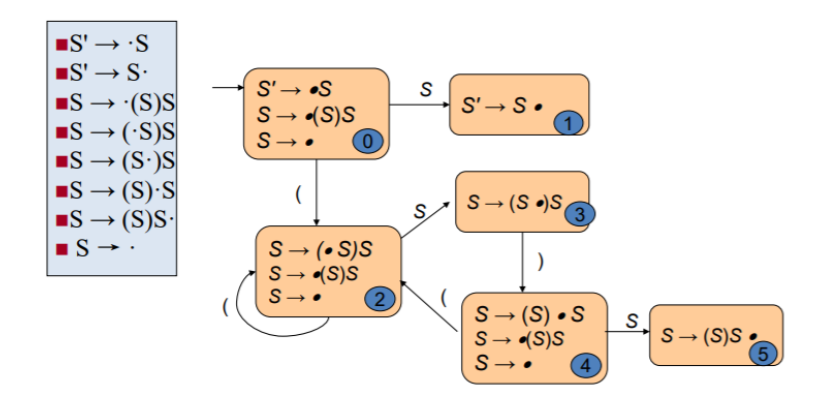 ■S' → ·S
■S' → S·
■S → ·(S)S
■S → (·S)S
■S → (S·)S
■S → (S)·S
■S → (S)S·
■ S → ·
S' → •S
S → •(S)S
S → •
0
S
S' → S •
1
(
S → (• S)S
S → •(S)S
S → •
2
(
S
S → (S •)S
3
)
(
S → (S) • S
S → •(S)S
S → •
4
S
S → (S)S •
5